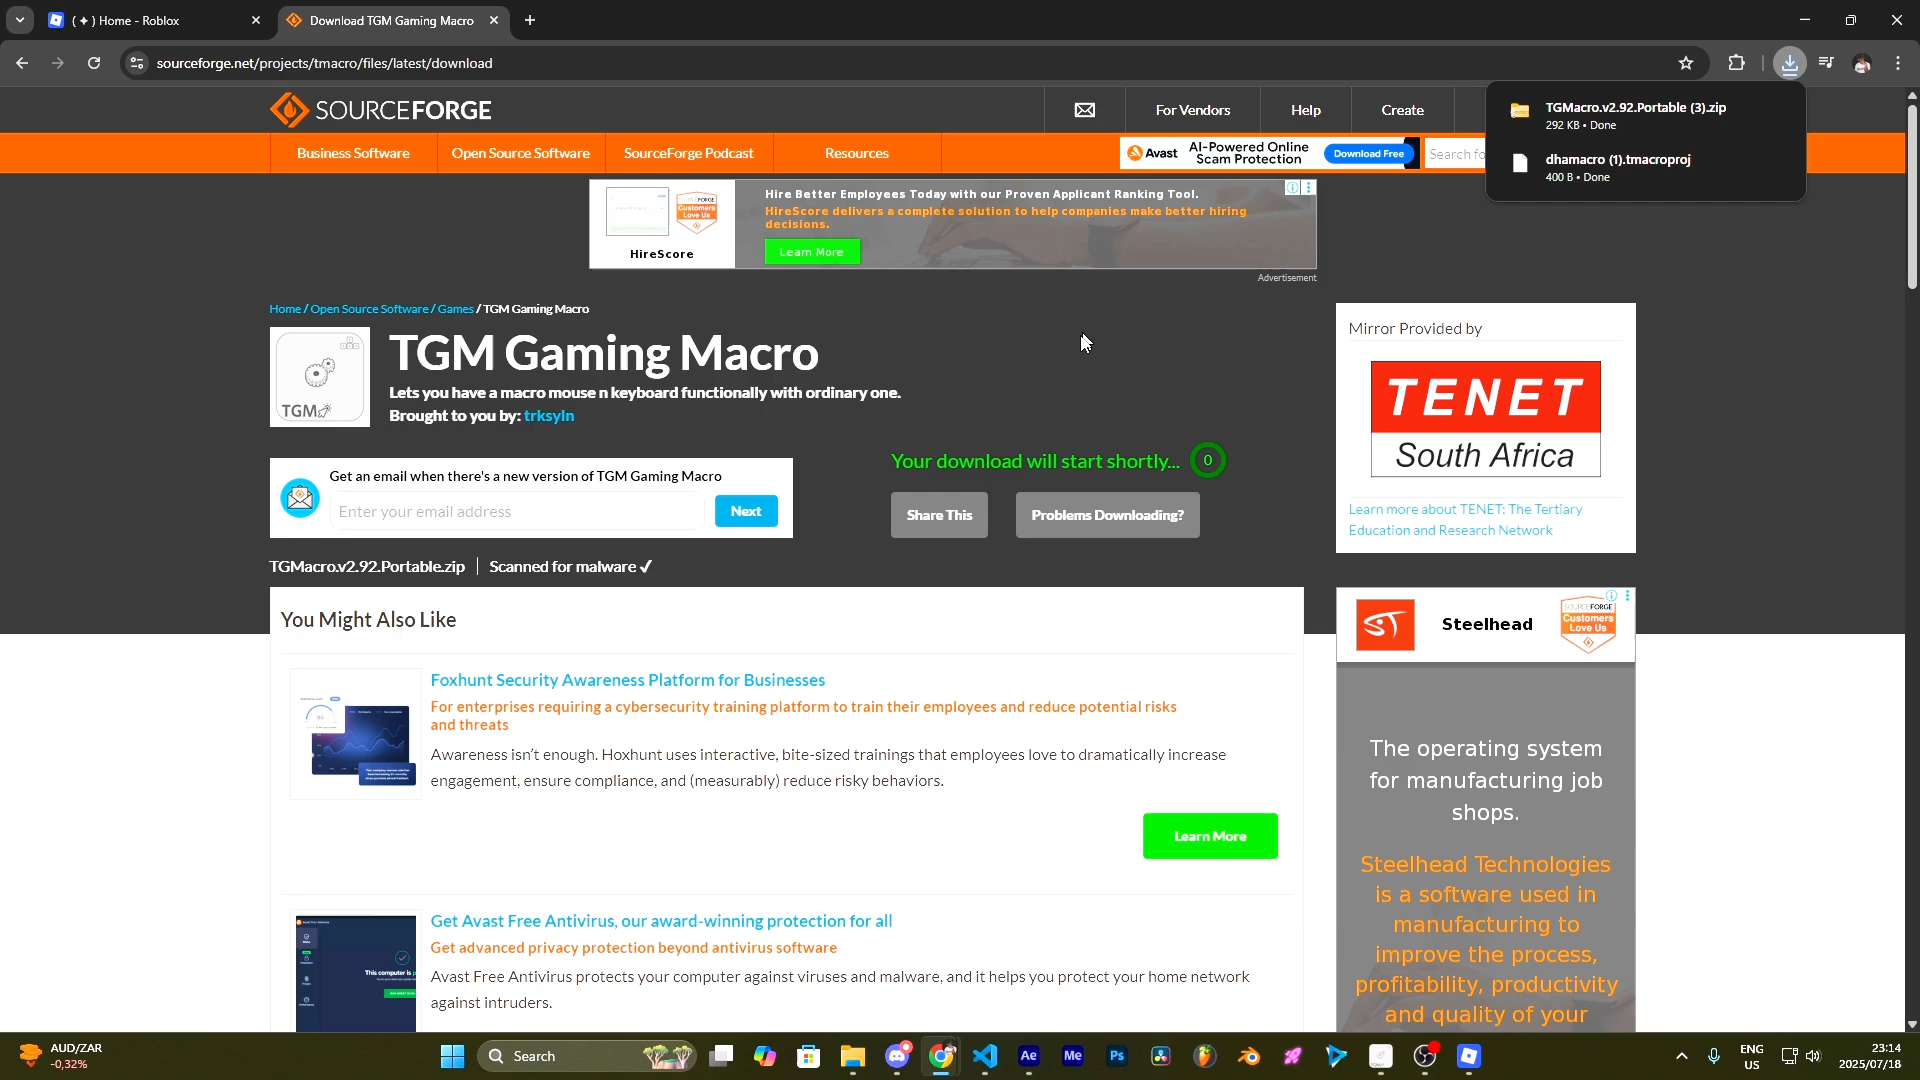 ( ✦ ) Home - Roblox
Download TGM Gaming Macro
sourceforge.net/projects/tmacro/files/latest/download
TGMacro.v2.92.Portable (3).zip
292 KB • Done
dhamacro (1).tmacroproj
400 B • Done
SOURCEFORGE
For Vendors
Help
Create
Business Software
Open Source Software
SourceForge Podcast
Resources
Avast
AI-Powered Online
Scam Protection
Download Free
Search fo
Hire Better Employees Today with our Proven Applicant Ranking Tool.
HireScore delivers a complete solution to help companies make better hiring
decisions.
Learn More
SOURCEFORGE
Customers
Love Us
HireScore
Advertisement
Home / Open Source Software / Games / TGM Gaming Macro
TGM
TGM Gaming Macro
Lets you have a macro mouse n keyboard functionally with ordinary one.
Brought to you by: trksyln
Get an email when there's a new version of TGM Gaming Macro
Enter your email address
Next
Your download will start shortly... 0
Share This
Problems Downloading?
TGMacro.v2.92.Portable.zip
Scanned for malware ✓
Mirror Provided by
TENET
South Africa
Learn more about TENET: The Tertiary
Education and Research Network
You Might Also Like
Foxhunt Security Awareness Platform for Businesses
For enterprises requiring a cybersecurity training platform to train their employees and reduce potential risks
and threats
Awareness isn't enough. Hoxhunt uses interactive, bite-sized trainings that employees love to dramatically increase
engagement, ensure compliance, and (measurably) reduce risky behaviors.
Learn More
Get Avast Free Antivirus, our award-winning protection for all
Get advanced privacy protection beyond antivirus software
Avast Free Antivirus protects your computer against viruses and malware, and it helps you protect your home network
against intruders.
This computer is p
Steelhead
SOURCEFORGE
Customers
Love Us
The operating system
for manufacturing job
shops.
Steelhead Technologies
is a software used in
manufacturing to
improve the process,
profitability, productivity
and quality of your
AUD/ZAR
-0,32%
Search
Ae
Me
Ps
ENG
US
23:14
2025/07/18